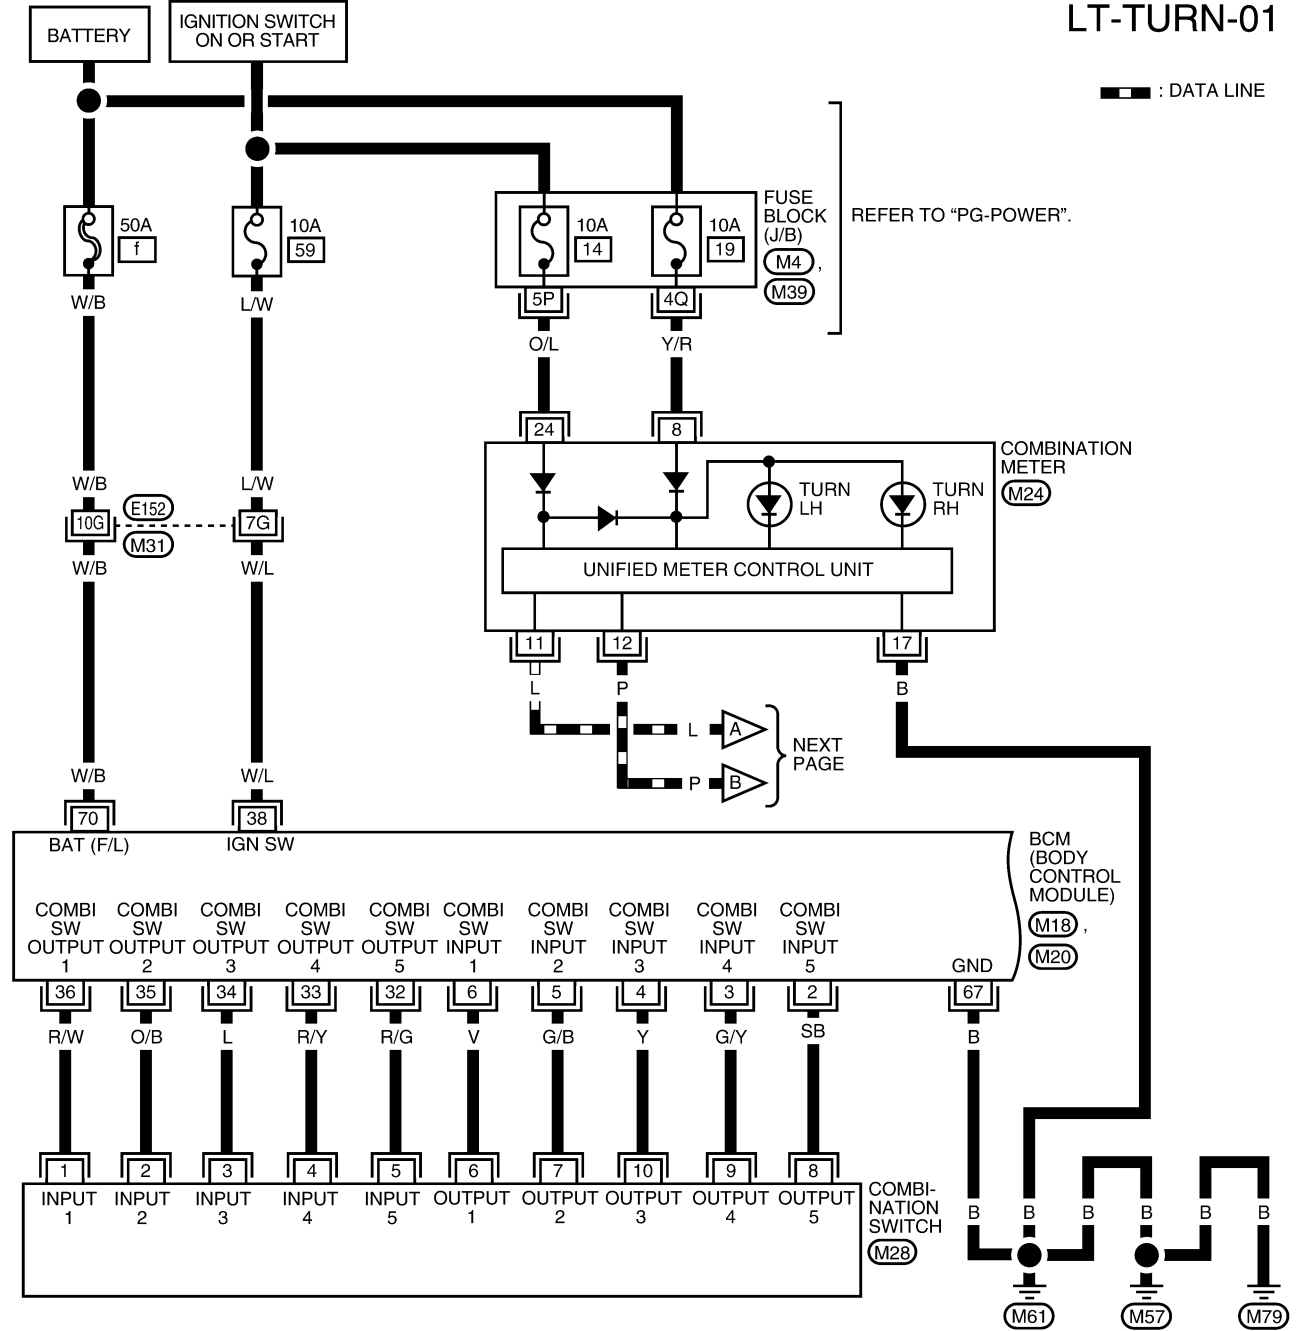 LT-TURN-01
BATTERY
IGNITION SWITCH
ON OR START
: DATA LINE
50A
f
10A
59
10A
14
10A
19
FUSE
BLOCK
(J/B)
M4 ,
M39
REFER TO “PG-POWER”.
W/B
L/W
5P
4Q
O/L
Y/R
24
8
COMBINATION
METER
M24
TURN
LH
TURN
RH
W/B
L/W
10G
E152
M31
7G
W/B
W/L
UNIFIED METER CONTROL UNIT
11
12
17
L
P
B
L
A
P
B
NEXT
PAGE
W/B
W/L
70
38
BAT (F/L)
IGN SW
BCM
(BODY
CONTROL
MODULE)
M18 ,
M20
COMBI
SW
OUTPUT
1
COMBI
SW
OUTPUT
2
COMBI
SW
OUTPUT
3
COMBI
SW
OUTPUT
4
COMBI
SW
OUTPUT
5
COMBI
SW
INPUT
1
COMBI
SW
INPUT
2
COMBI
SW
INPUT
3
COMBI
SW
INPUT
4
COMBI
SW
INPUT
5
GND
36
35
34
33
32
6
5
4
3
2
67
R/W
O/B
L
R/Y
R/G
V
G/B
Y
G/Y
SB
B
1
2
3
4
5
6
7
10
9
8
INPUT
1
INPUT
2
INPUT
3
INPUT
4
INPUT
5
OUTPUT
1
OUTPUT
2
OUTPUT
3
OUTPUT
4
OUTPUT
5
COMBI-
NATION
SWITCH
M28
B
B
B
B
B
B
M61
M57
M79